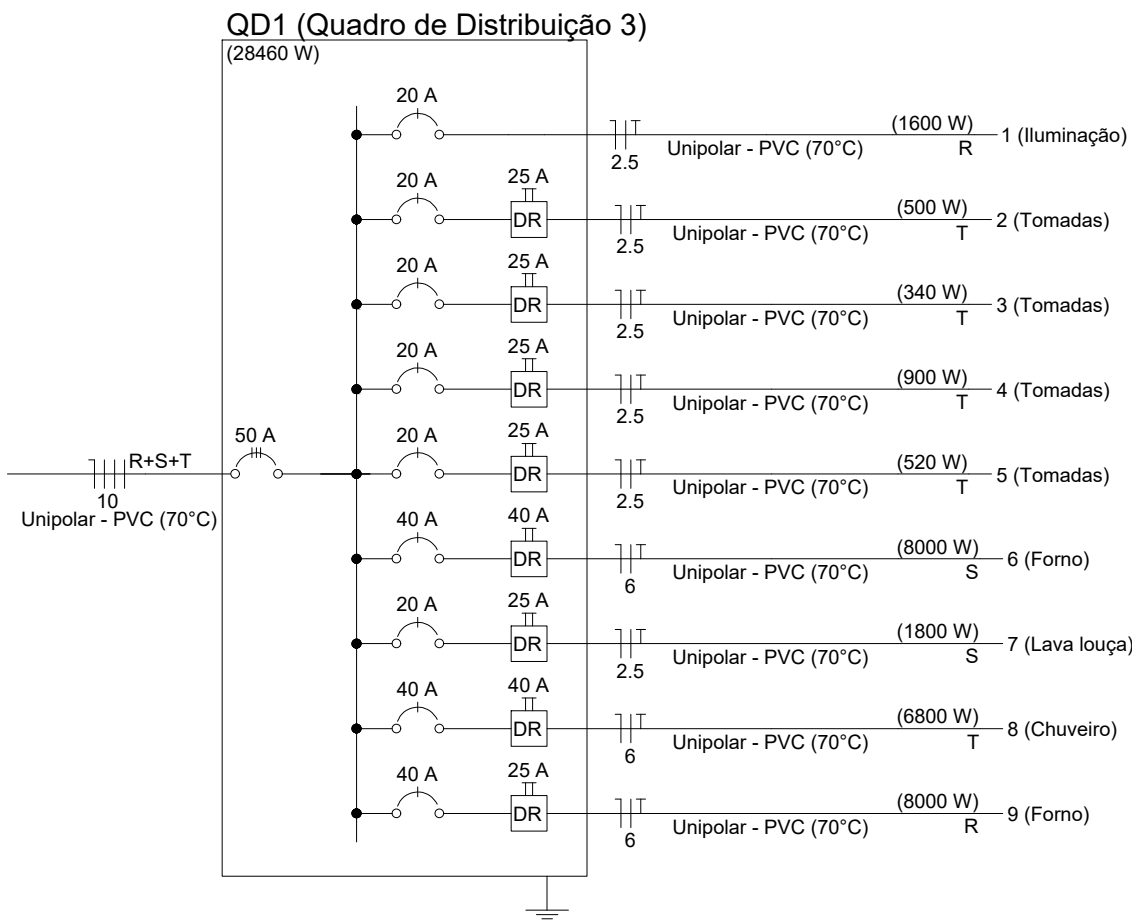 QD1 (Quadro de Distribuição 3)
(28460 W)
20 A
(1600 W)
1 (Iluminação)
2.5
Unipolar - PVC (70°C)
R
20 A
25 A
DR
(500 W)
2 (Tomadas)
2.5
Unipolar - PVC (70°C)
T
20 A
25 A
DR
(340 W)
3 (Tomadas)
2.5
Unipolar - PVC (70°C)
T
20 A
25 A
DR
(900 W)
4 (Tomadas)
2.5
Unipolar - PVC (70°C)
T
R+S+T
10
Unipolar - PVC (70°C)
50 A
20 A
25 A
DR
(520 W)
5 (Tomadas)
2.5
Unipolar - PVC (70°C)
T
40 A
40 A
DR
(8000 W)
6 (Forno)
6
Unipolar - PVC (70°C)
S
20 A
25 A
DR
(1800 W)
7 (Lava louça)
2.5
Unipolar - PVC (70°C)
S
40 A
40 A
DR
(6800 W)
8 (Chuveiro)
6
Unipolar - PVC (70°C)
T
40 A
25 A
DR
(8000 W)
9 (Forno)
6
Unipolar - PVC (70°C)
R